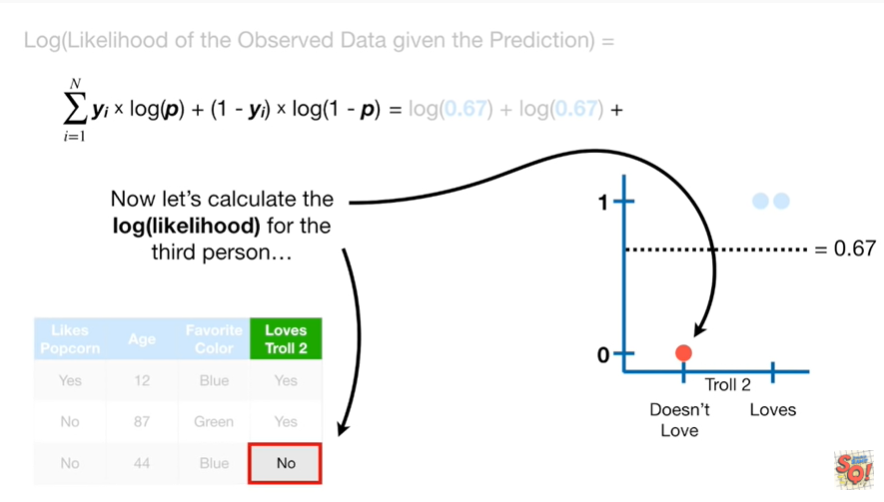 Log(Likelihood of the Observed Data given the Prediction) =
N
∑ yi × log(p) + (1 - yi) × log(1 - p) = log(0.67) + log(0.67) +
i=1
Now let's calculate the
log(likelihood) for the
third person...
1
= 0.67
0
Troll 2
Doesn't Love
Loves
Likes Popcorn Age Favorite Color Loves Troll 2
Yes 12 Blue Yes
No 87 Green Yes
No 44 Blue No
SQ!